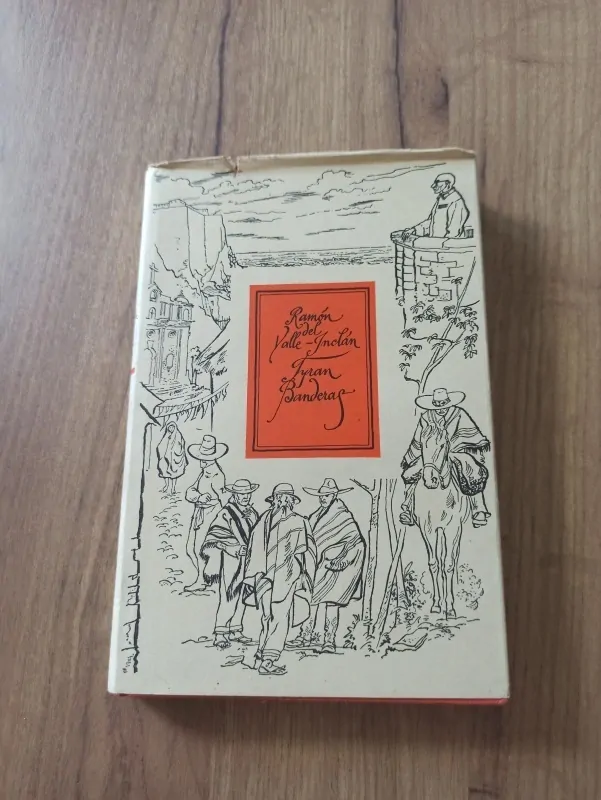 Ramón
del
Valle-Inclán
Tyran
Banderas